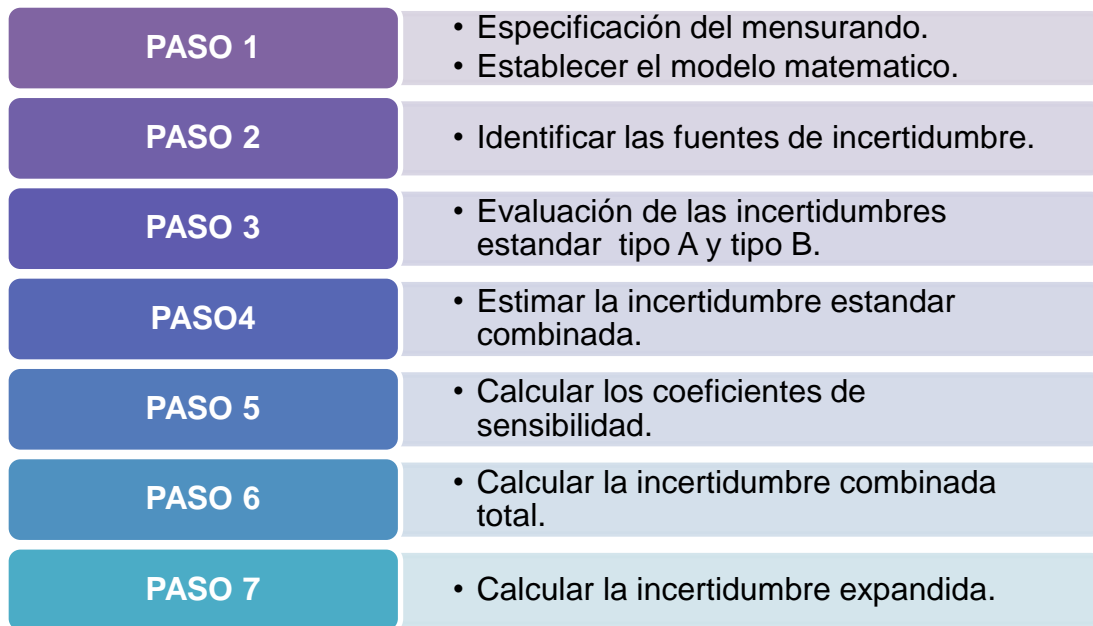 PASO 1
• Especificación del mensurando.
• Establecer el modelo matematico.
PASO 2
• Identificar las fuentes de incertidumbre.
PASO 3
• Evaluación de las incertidumbres
estandar tipo A y tipo B.
PASO4
• Estimar la incertidumbre estandar
combinada.
PASO 5
• Calcular los coeficientes de
sensibilidad.
PASO 6
• Calcular la incertidumbre combinada
total.
PASO 7
• Calcular la incertidumbre expandida.